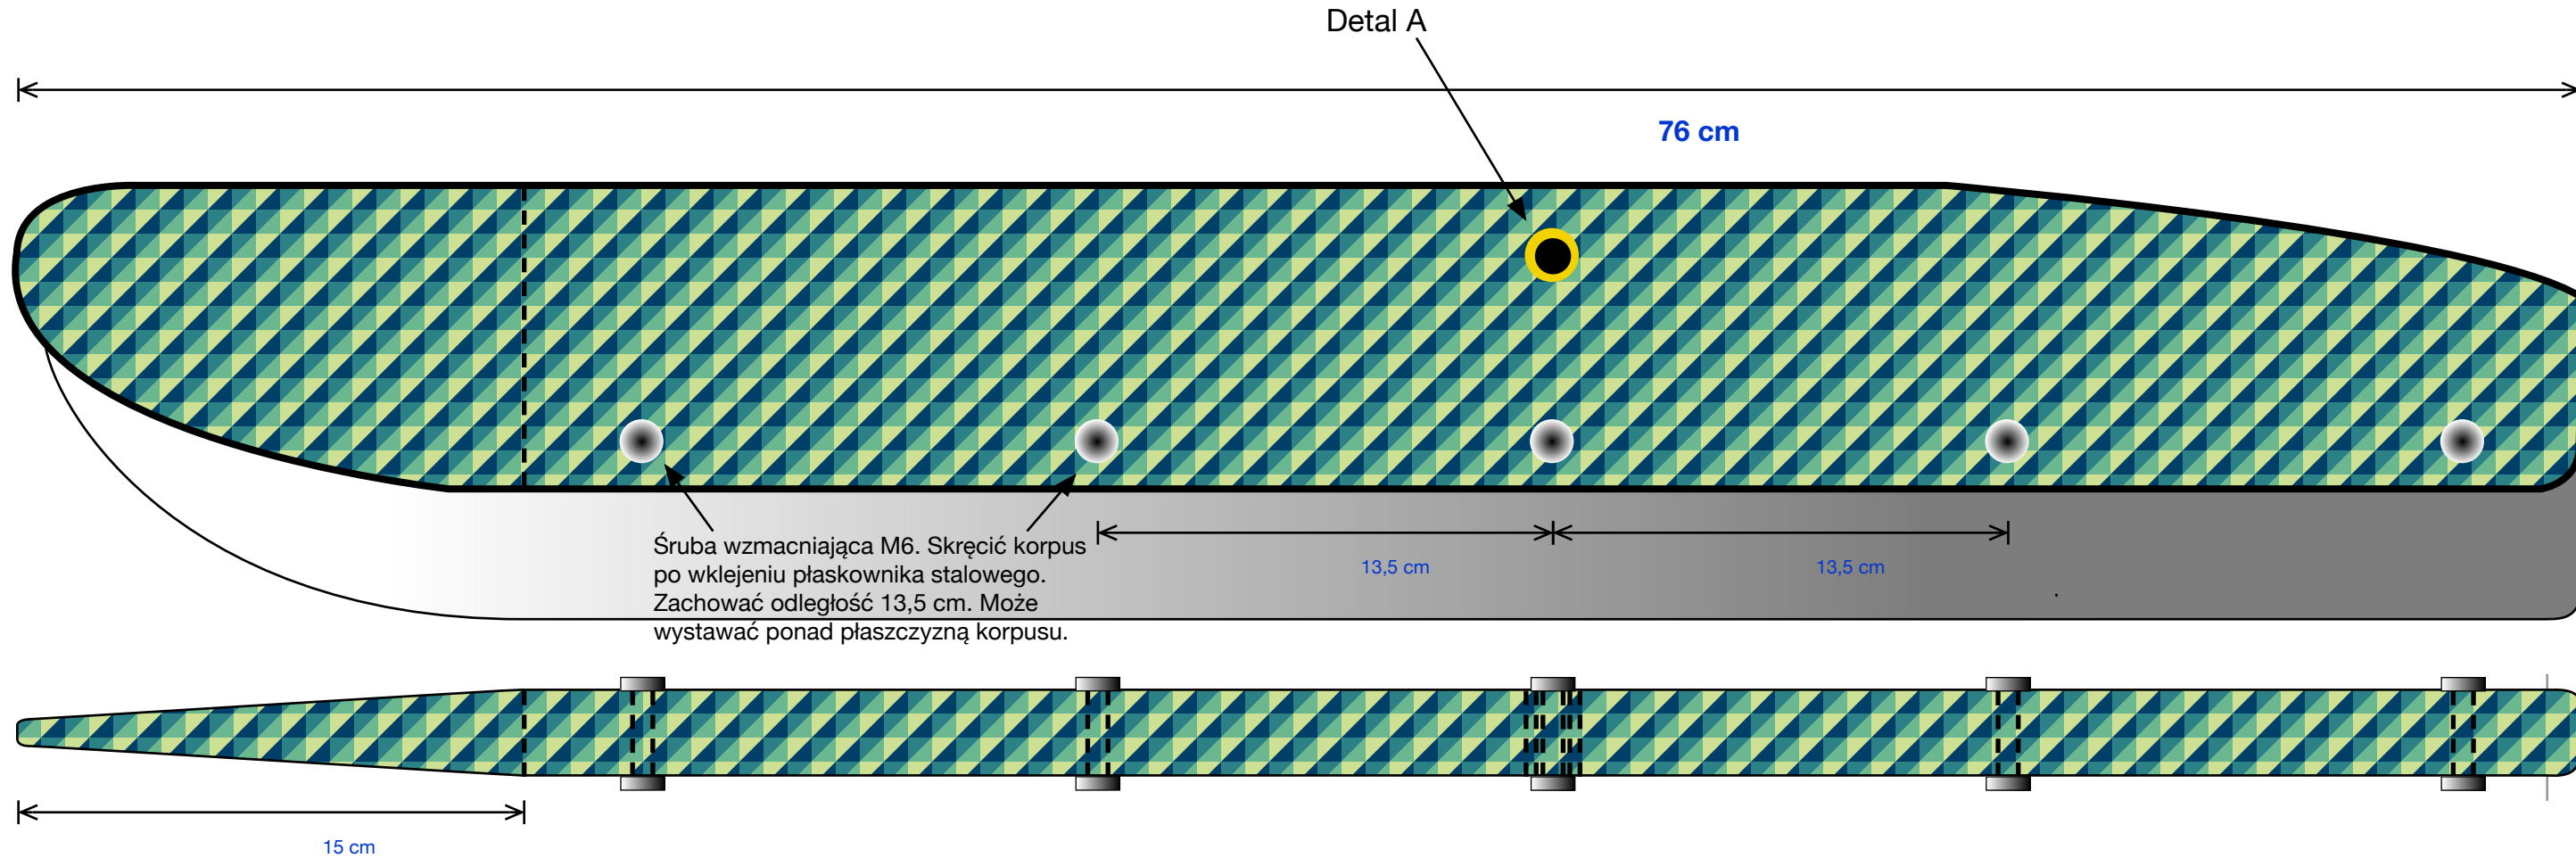 Detal A
76 cm
Śruba wzmacniająca M6. Skręcić korpus
po wklejeniu płaskownika stalowego.
Zachować odległość 13,5 cm. Może
wystawać ponad płaszczyzną korpusu.
13,5 cm
13,5 cm
15 cm